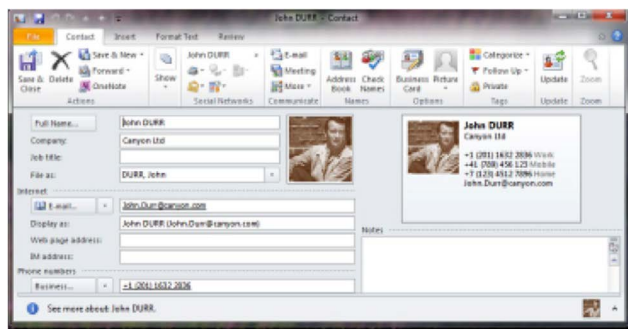 John DURR - Contact
File Contact Insert Format Text Review
Save & Close
Delete
Save & New
Forward
OneNote
Actions
Show
John DURR
Social Networks
E-mail
Meeting
More
Communicate
Address Book
Check Names
Names
Business Card
Picture
Options
Categorize
Follow Up
Private
Tags
Update
Update
Zoom
Zoom
Full Name... John DURR
Company: Canyon Ltd
Job title:
File as: DURR, John
Internet
E-mail... John.Durr@canyon.com
Display as: John DURR (John.Durr@canyon.com)
Web page address:
IM address:
Phone numbers
Business... +1 (201) 1632 2836
John DURR
Canyon Ltd
+1 (201) 1632 2836 Work
+41 (789) 456 123 Mobile
+7 (123) 4512 7896 Home
John.Durr@canyon.com
Notes
See more about: John DURR.